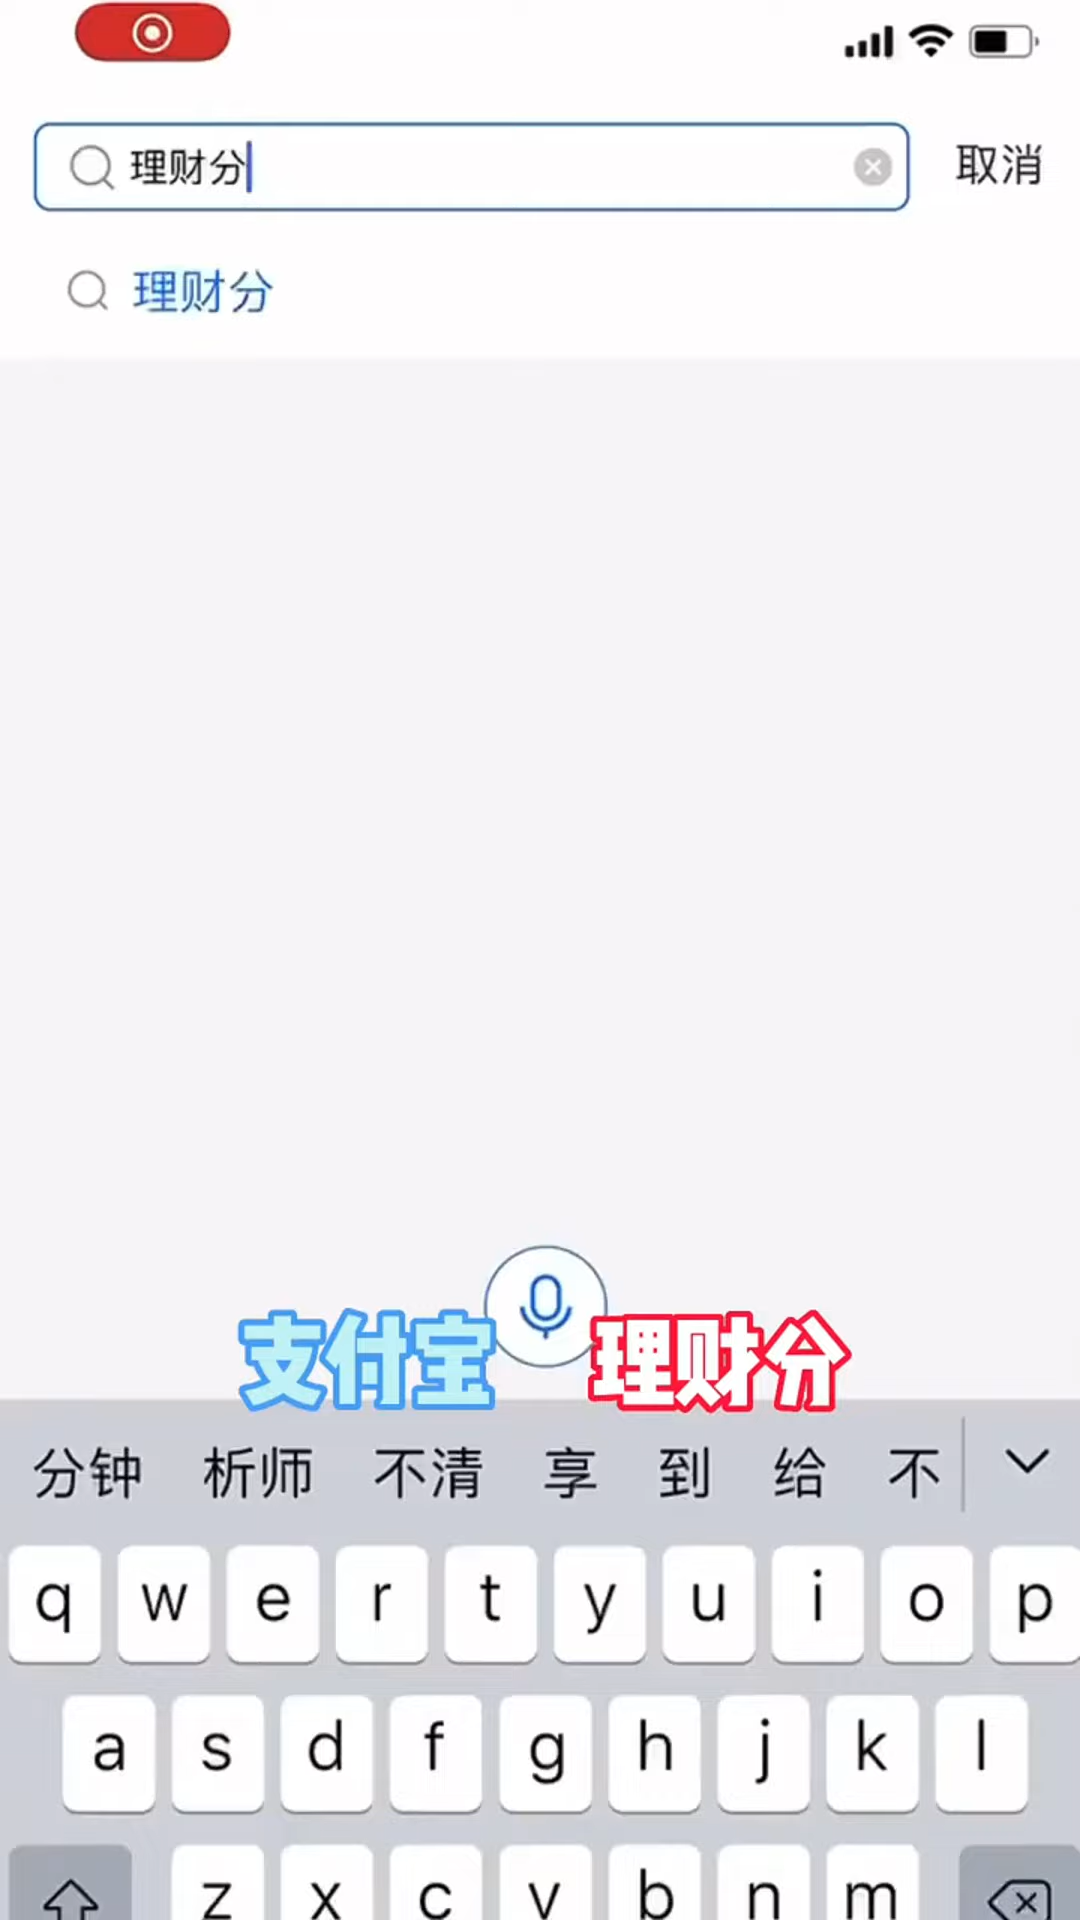 理财分
取消
理财分
支付宝 理财分
分钟 析师 不清 享 到 给 不
q w e r t y u i o p
a s d f g h j k l
z x c v b n m